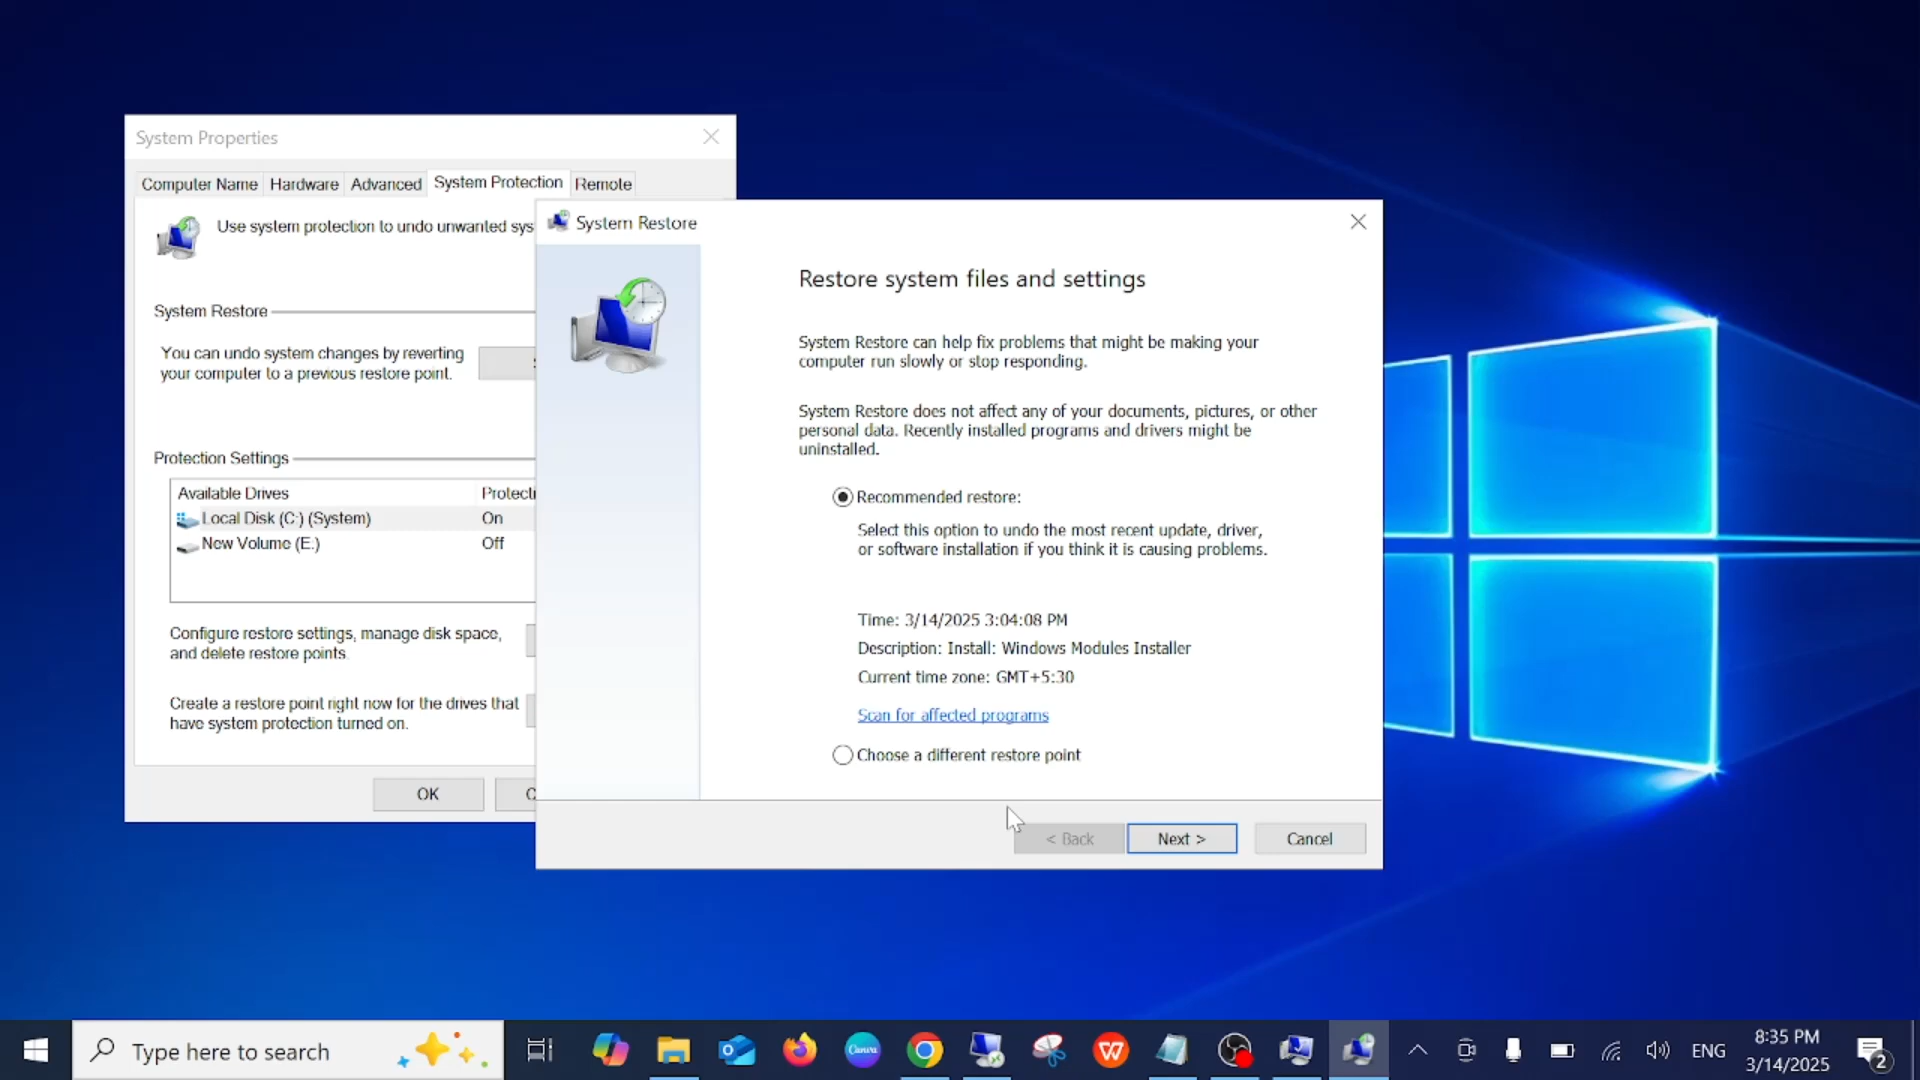 System Properties
Computer Name
Hardware
Advanced
System Protection
Remote
Use system protection to undo unwanted sys
System Restore
You can undo system changes by reverting
your computer to a previous restore point.
Protection Settings
Available Drives Protecti
Local Disk (C:) (System) On
New Volume (E:) Off
Configure restore settings, manage disk space,
and delete restore points.
Create a restore point right now for the drives that
have system protection turned on.
OK
System Restore
Restore system files and settings
System Restore can help fix problems that might be making your
computer run slowly or stop responding.
System Restore does not affect any of your documents, pictures, or other
personal data. Recently installed programs and drivers might be
uninstalled.
Recommended restore:
Select this option to undo the most recent update, driver,
or software installation if you think it is causing problems.
Time: 3/14/2025 3:04:08 PM
Description: Install: Windows Modules Installer
Current time zone: GMT+5:30
Scan for affected programs
Choose a different restore point
< Back
Next >
Cancel
Type here to search
Canva
W
ENG
8:35 PM
3/14/2025
2